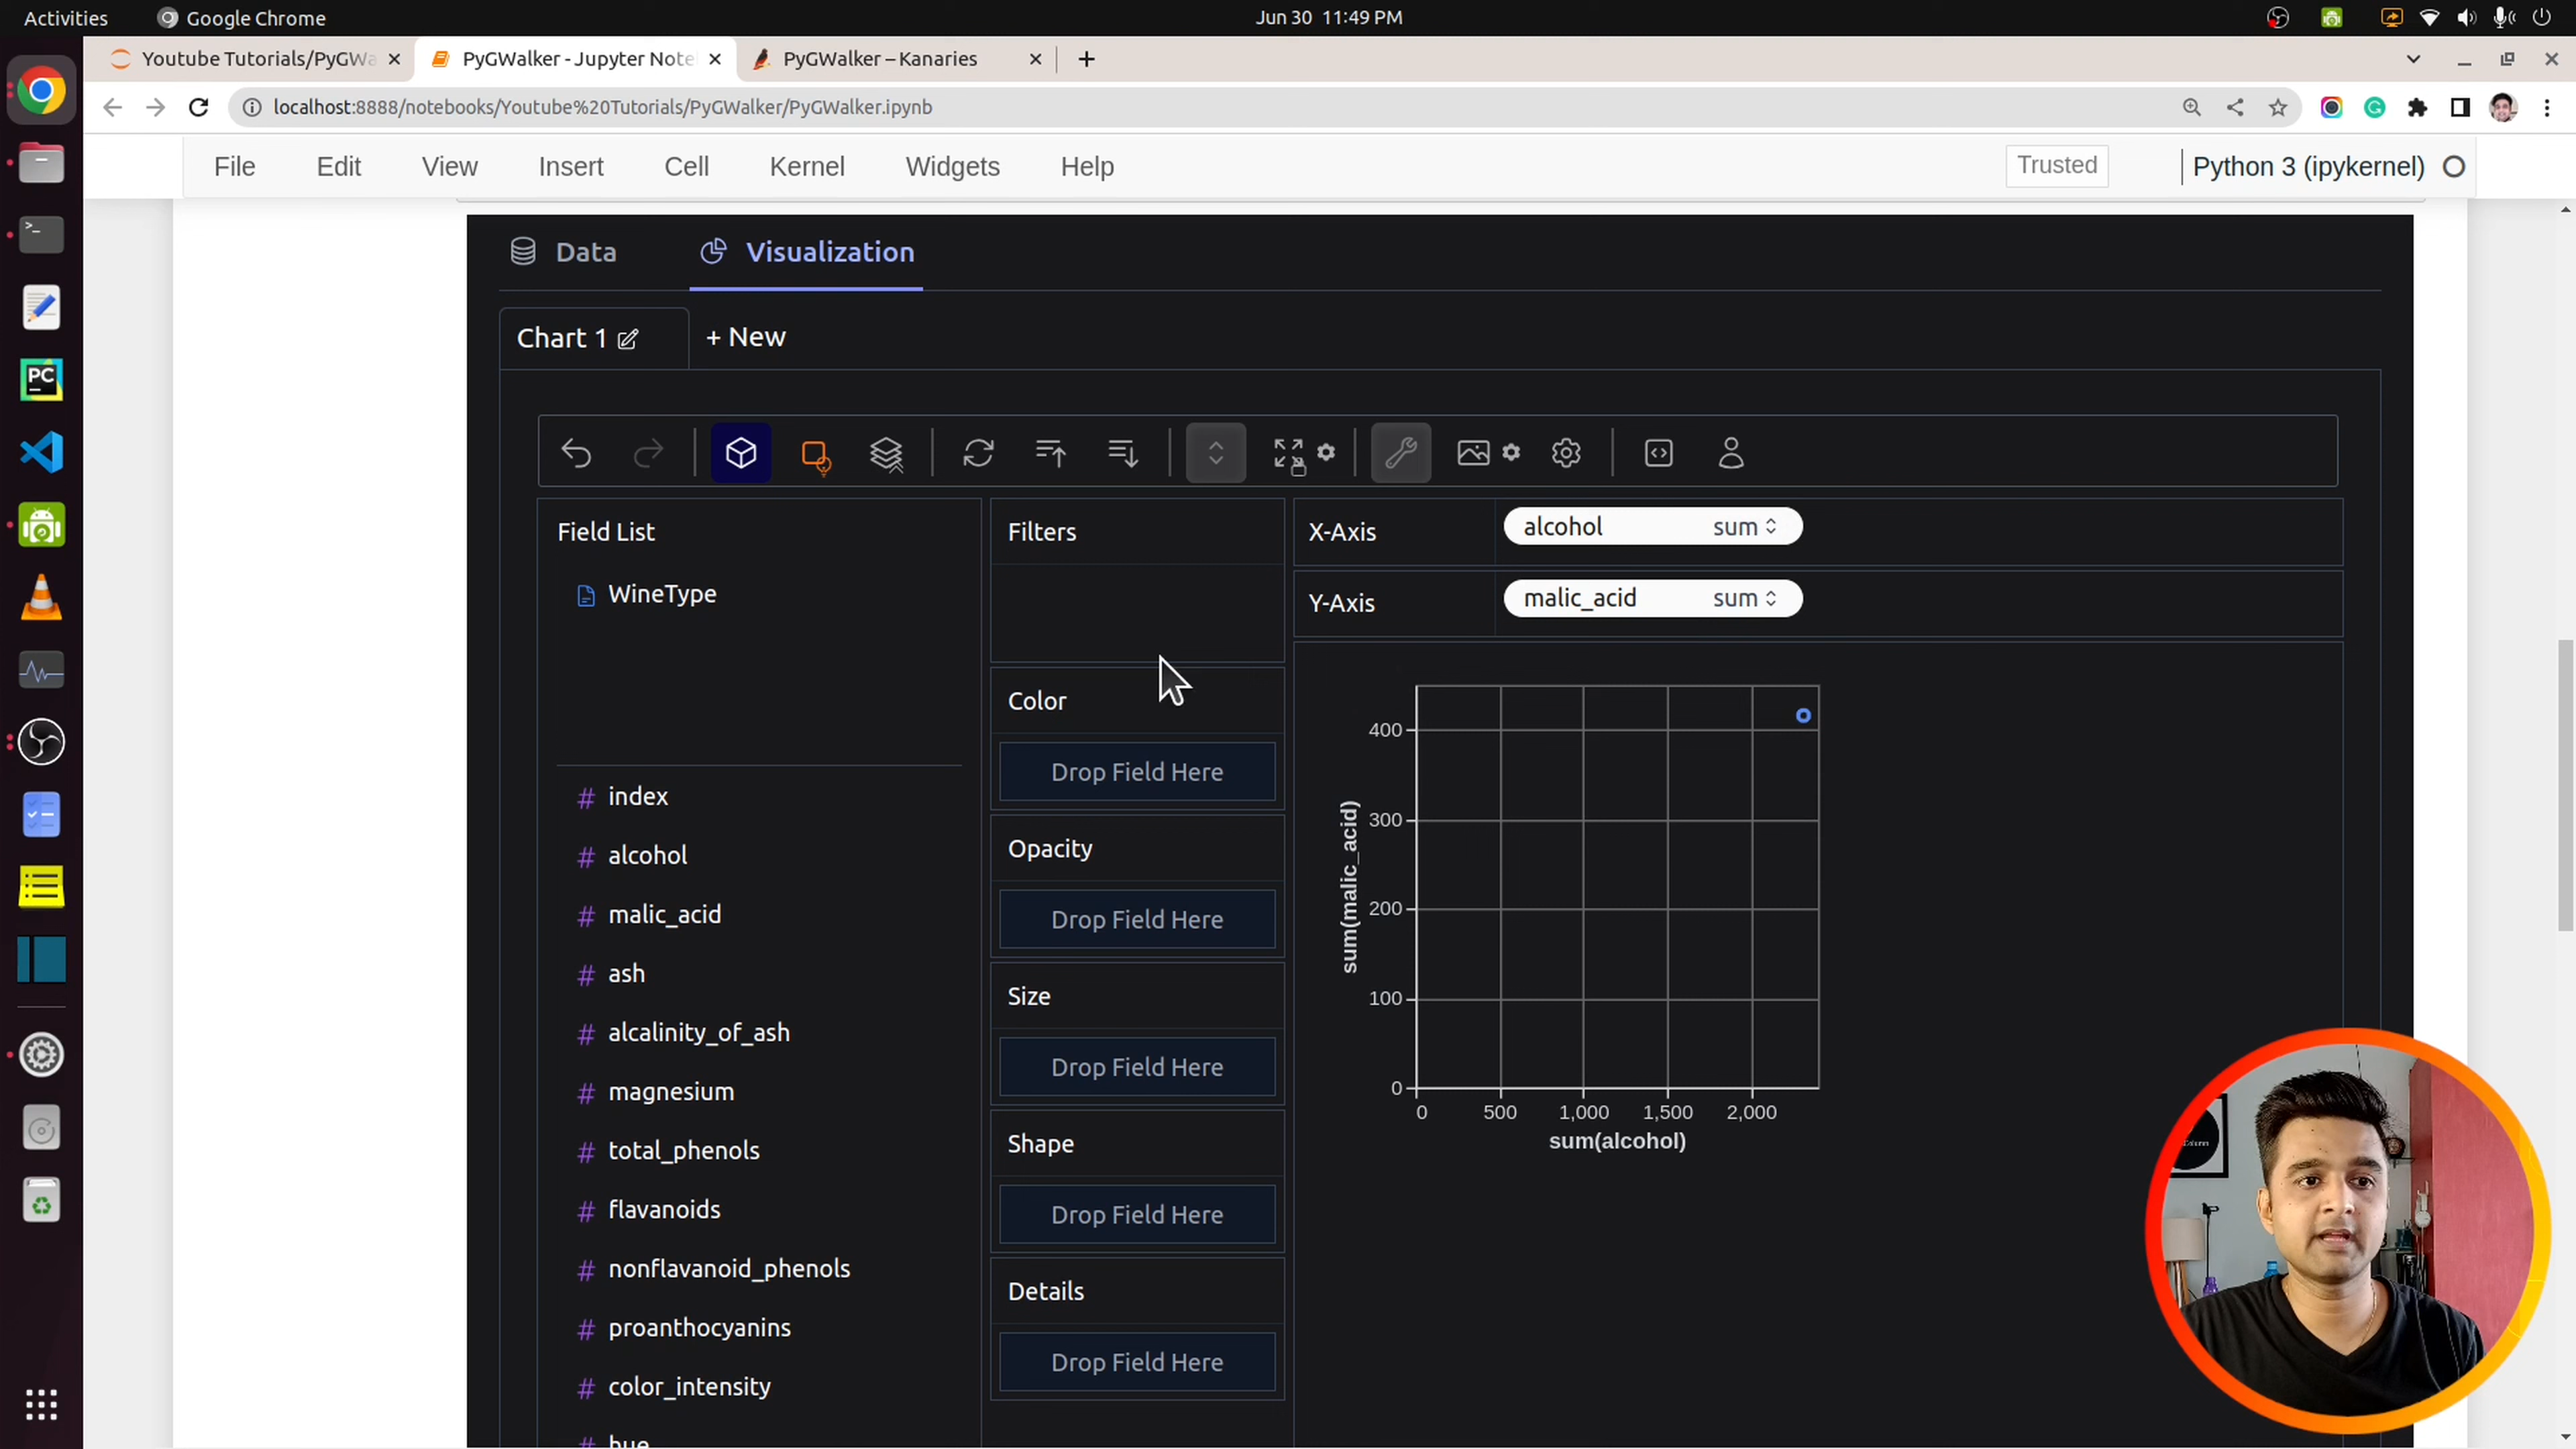 Activities
Google Chrome
Jun 30 11:49 PM
Youtube Tutorials/PyGWa
PyGWalker - Jupyter Note
PyGWalker – Kanaries
localhost:8888/notebooks/Youtube%20Tutorials/PyGWalker/PyGWalker.ipynb
File Edit View Insert Cell Kernel Widgets Help
Trusted
Python 3 (ipykernel)
Data
Visualization
Chart 1
+ New
Field List
WineType
index
alcohol
malic_acid
ash
alcalinity_of_ash
magnesium
total_phenols
flavanoids
nonflavanoid_phenols
proanthocyanins
color_intensity
hue
Filters
Color
Drop Field Here
Opacity
Drop Field Here
Size
Drop Field Here
Shape
Drop Field Here
Details
Drop Field Here
X-Axis
alcohol sum
Y-Axis
malic_acid sum
400
300
200
100
0
sum(malic_acid)
0 500 1,000 1,500 2,000
sum(alcohol)
PC